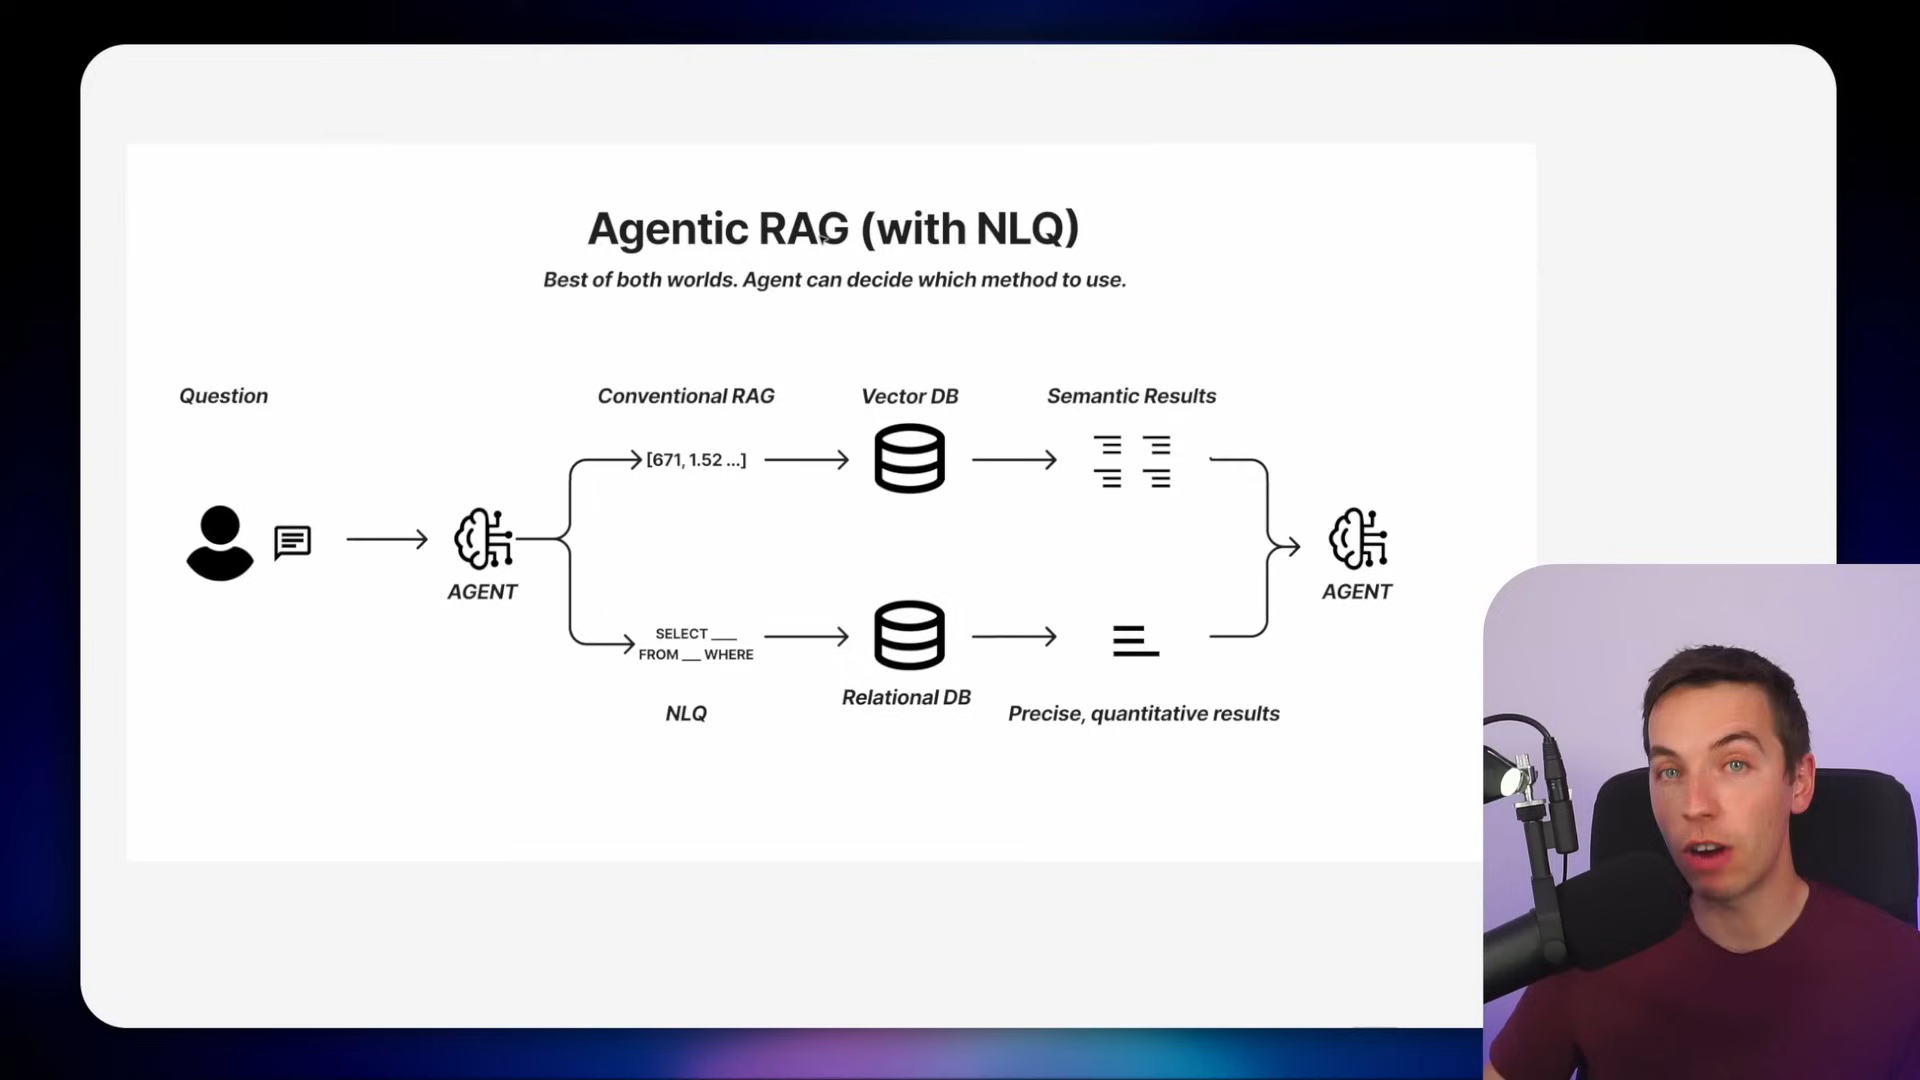 Agentic RAG (with NLQ)
Best of both worlds. Agent can decide which method to use.
Question
Conventional RAG
Vector DB
Semantic Results
[671, 1.52 ...]
AGENT
AGENT
SELECT ___
FROM ___ WHERE
NLQ
Relational DB
Precise, quantitative results